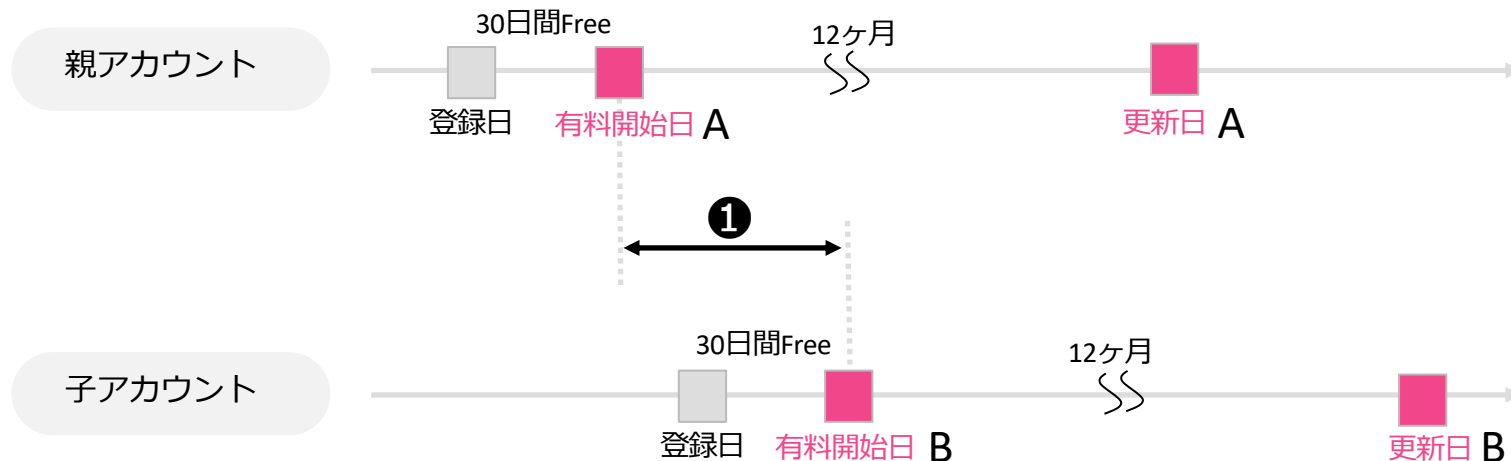 30日間Free
12ヶ月
親アカウント
登録日
有料開始日 A
更新日 A
❶
30日間Free
12ヶ月
子アカウント
登録日
有料開始日 B
更新日 B